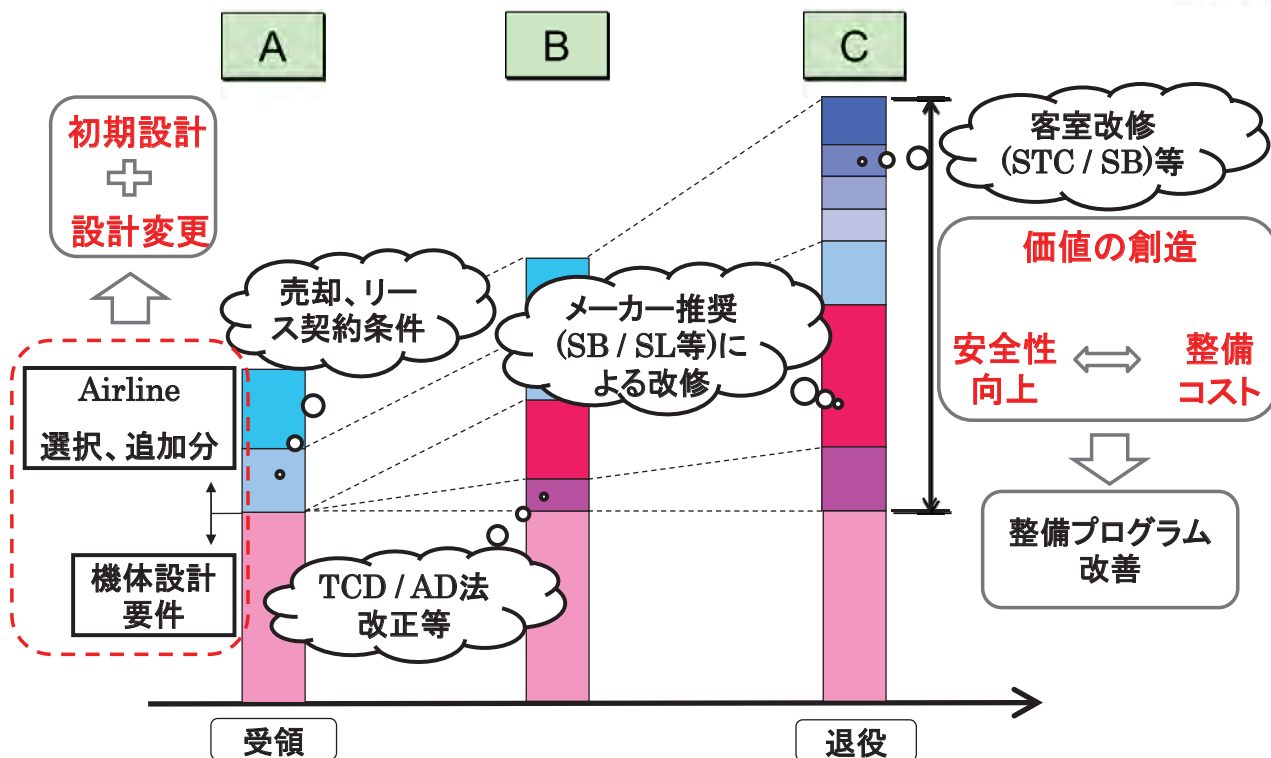 A
B
C
初期設計
設計変更
客室改修
(STC / SB)等
売却、リー
ス契約条件
メーカー推奨
(SB / SL等)に
よる改修
価値の創造
安全性
向上
整備
コスト
Airline
選択、追加分
機体設計
要件
TCD / AD法
改正等
整備プログラム
改善
受領
退役